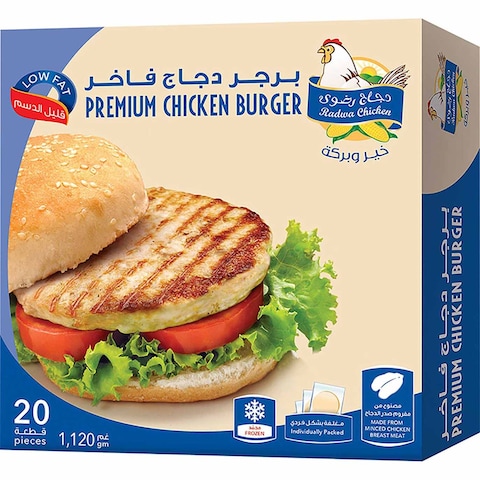 LOW FAT
قليل الدسم
برجر دجاج فاخر
PREMIUM CHICKEN BURGER
دجاج رضوى
Radwa Chicken
خير وبركة
برجر دجاج فاخر
PREMIUM CHICKEN BURGER
20
قطعة
pieces
1,120 غم
gm
مجمد
FROZEN
مغلفة بشكل فردي
Individually Packed
مصنوع من
مفروم صدر الدجاج
MADE FROM
MINCED CHICKEN
BREAST MEAT